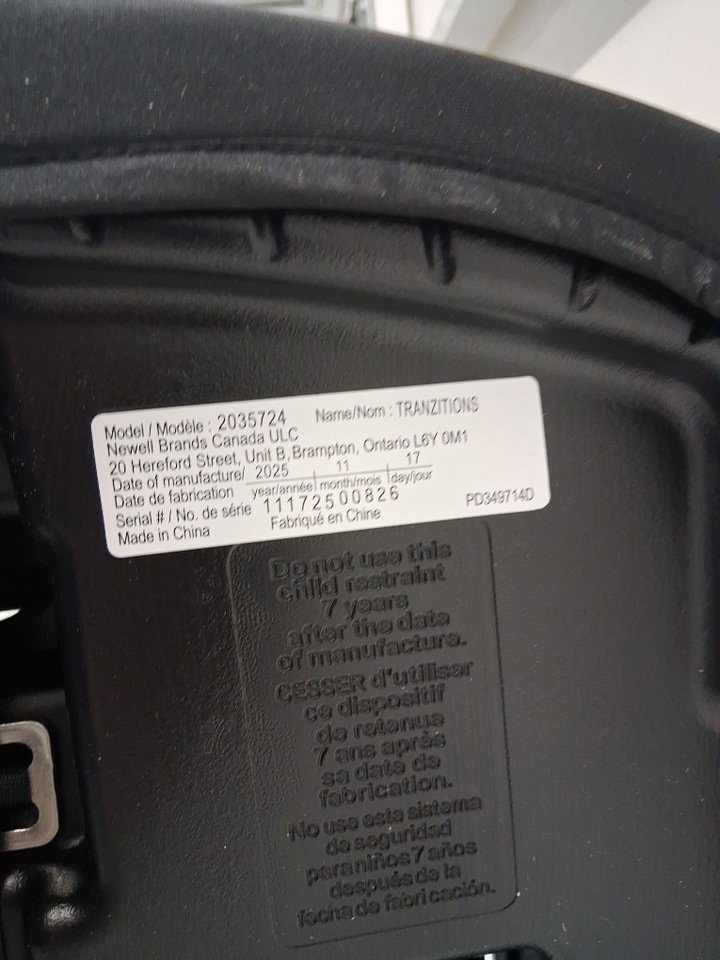 Model / Modèle : 2035724 Name/Nom : TRANZITIONS
Newell Brands Canada ULC
20 Hereford Street, Unit B, Brampton, Ontario L6Y 0M1
Date of manufacture/ 2025 11 17
Date de fabrication year/année month/mois day/jour
Serial # / No. de série 11172500826 PD349714D
Made in China Fabriqué en Chine
Do not use this
child restraint
7 years
after the date
of manufacture.
CESSER d'utiliser
ce dispositif
de retenue
7 ans après
sa date de
fabrication.
No use este sistema
de seguridad
para niños 7 años
después de la
fecha de fabricación.